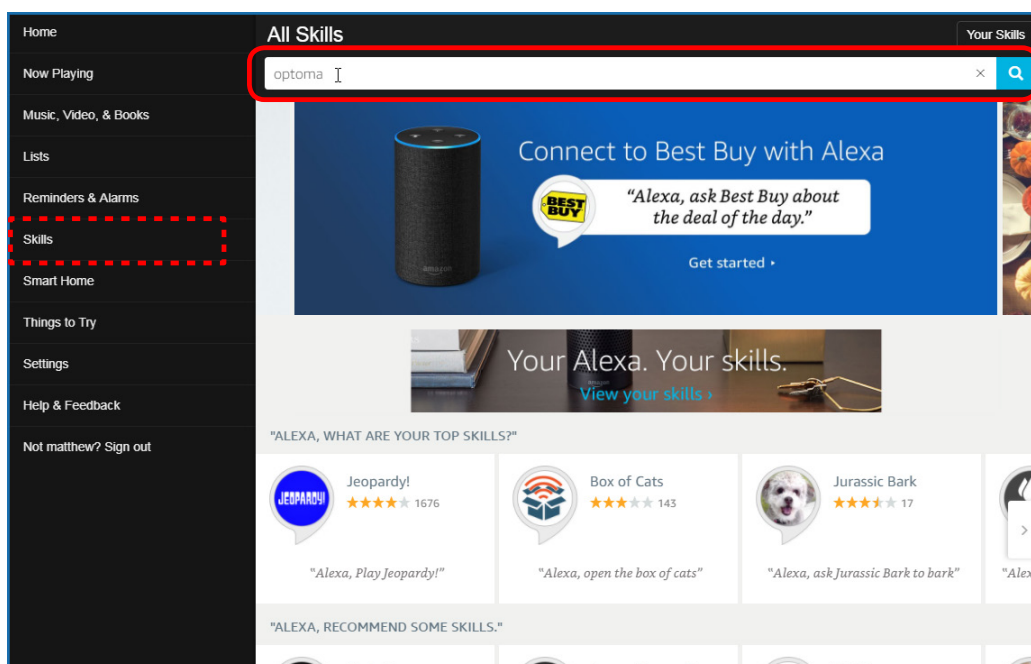 Home
Now Playing
Music, Video, & Books
Lists
Reminders & Alarms
Skills
Smart Home
Things to Try
Settings
Help & Feedback
Not matthew? Sign out
All Skills
Your Skills
optoma
Connect to Best Buy with Alexa
BEST
BUY
“Alexa, ask Best Buy about
the deal of the day.”
Get started
amazon
Your Alexa. Your skills.
View your skills ›
"ALEXA, WHAT ARE YOUR TOP SKILLS?"
JEOPARDY!
Jeopardy!
1676
"Alexa, Play Jeopardy!"
Box of Cats
143
"Alexa, open the box of cats"
Jurassic Bark
17
"Alexa, ask Jurassic Bark to bark"
"Alex
"ALEXA, RECOMMEND SOME SKILLS."